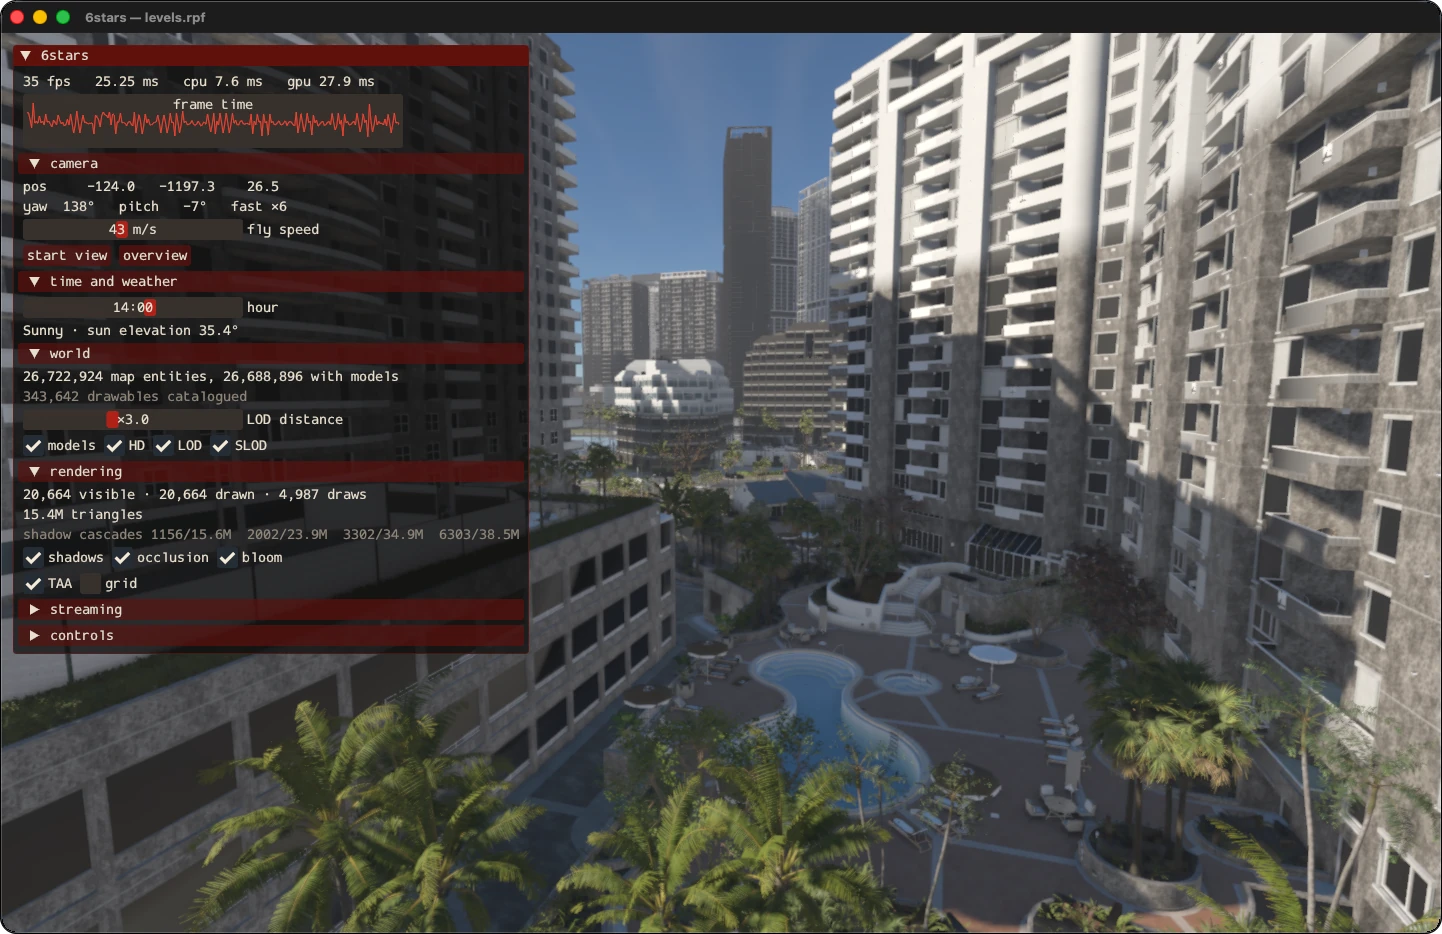 6stars — levels.rpf
6stars
35 fps 25.25 ms cpu 7.6 ms gpu 27.9 ms
frame time
camera
pos -124.0 -1197.3 26.5
yaw 138° pitch -7° fast ×6
43 m/s fly speed
start view overview
time and weather
14:00 hour
Sunny · sun elevation 35.4°
world
26,722,924 map entities, 26,688,896 with models
343,642 drawables catalogued
×3.0 LOD distance
models HD LOD SLOD
rendering
20,664 visible · 20,664 drawn · 4,987 draws
15.4M triangles
shadow cascades 1156/15.6M 2002/23.9M 3302/34.9M 6303/38.5M
shadows occlusion bloom
TAA grid
streaming
controls